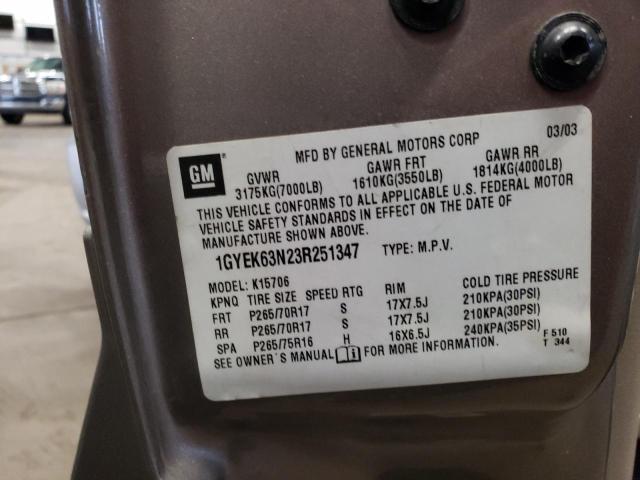 GM
MFD BY GENERAL MOTORS CORP 03/03
GVWR GAWR FRT GAWR RR
3175KG(7000LB) 1610KG(3550LB) 1814KG(4000LB)
THIS VEHICLE CONFORMS TO ALL APPLICABLE U.S. FEDERAL MOTOR
VEHICLE SAFETY STANDARDS IN EFFECT ON THE DATE OF
MANUFACTURE SHOWN ABOVE.
1GYEK63N23R251347 TYPE: M.P.V.
MODEL: K15706
KPNQ TIRE SIZE SPEED RTG RIM COLD TIRE PRESSURE
FRT P265/70R17 S 17X7.5J 210KPA(30PSI)
RR P265/70R17 S 17X7.5J 210KPA(30PSI)
SPA P265/75R16 H 16X6.5J 240KPA(35PSI) F 510
SEE OWNER'S MANUAL FOR MORE INFORMATION. T 344